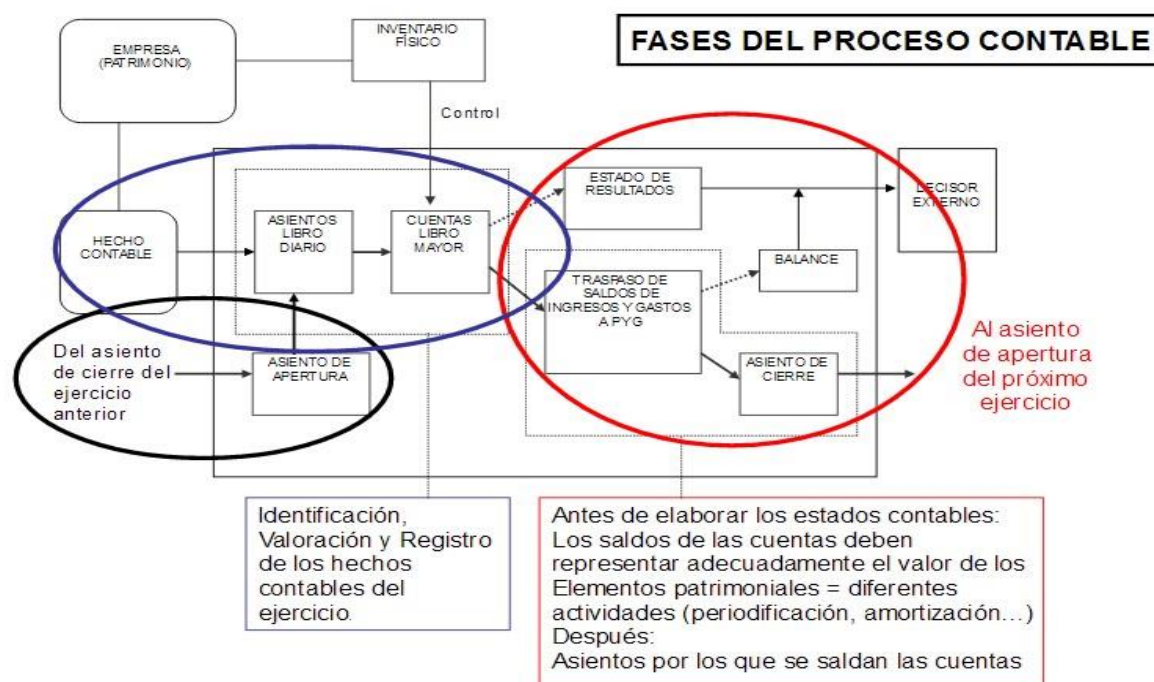 FASES DEL PROCESO CONTABLE
EMPRESA
(PATRIMONIO)
INVENTARIO
FÍSICO
Control
HECHO
CONTABLE
ASIENTOS
LIBRO
DIARIO
CUENTAS
LIBRO
MAYOR
ESTADO DE
RESULTADOS
DECISOR
EXTERNO
BALANCE
TRASPASO DE
SALDOS DE
INGRESOS Y GASTOS
A PYG
ASIENTO DE
CIERRE
Del asiento
de cierre del
ejercicio
anterior
ASIENTO DE
APERTURA
Al asiento
de apertura
del próximo
ejercicio
Identificación,
Valoración y Registro
de los hechos
contables del
ejercicio.
Antes de elaborar los estados contables:
Los saldos de las cuentas deben
representar adecuadamente el valor de los
Elementos patrimoniales = diferentes
actividades (periodificación, amortización…)
Después:
Asientos por los que se saldan las cuentas